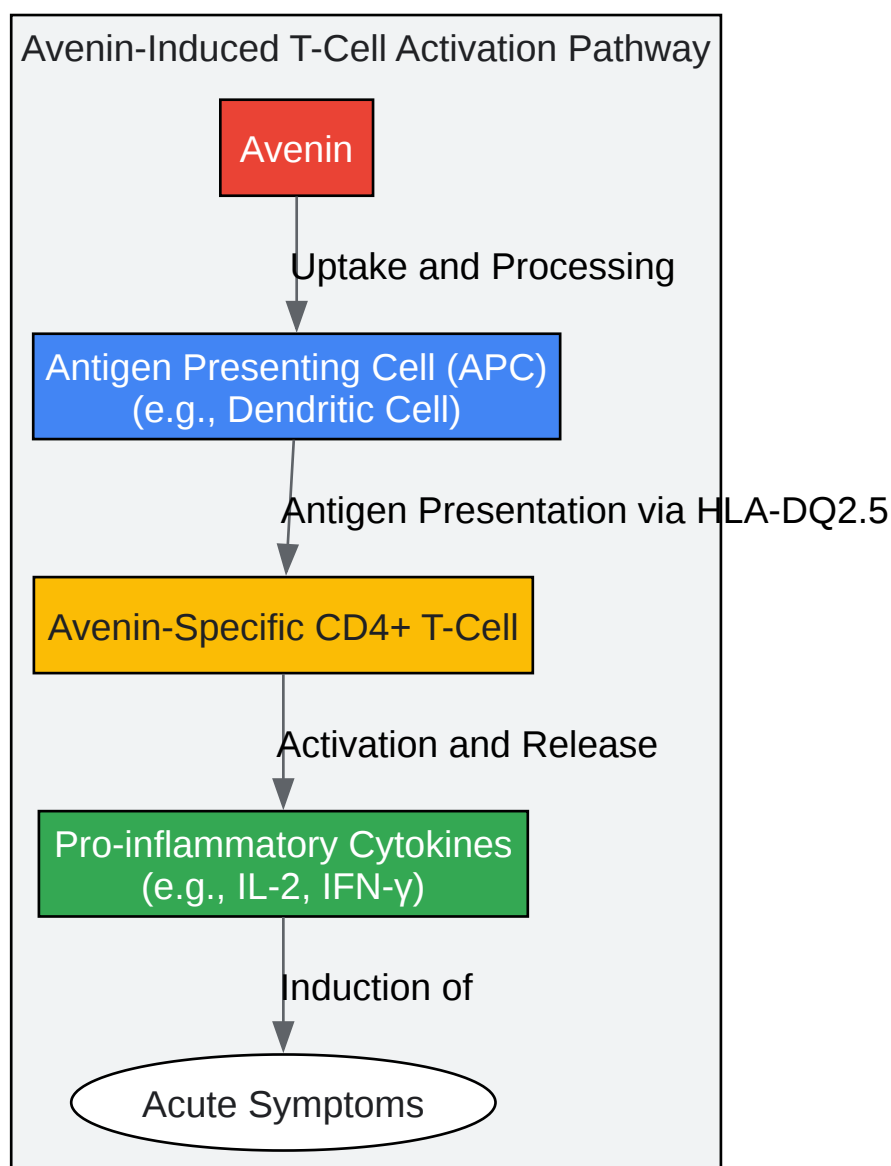 Avenin-Induced T-Cell Activation Pathway
Avenin
Uptake and Processing
Antigen Presenting Cell (APC)
(e.g., Dendritic Cell)
Antigen Presentation via HLA-DQ2.5
Avenin-Specific CD4+ T-Cell
Activation and Release
Pro-inflammatory Cytokines
(e.g., IL-2, IFN-γ)
Induction of
Acute Symptoms